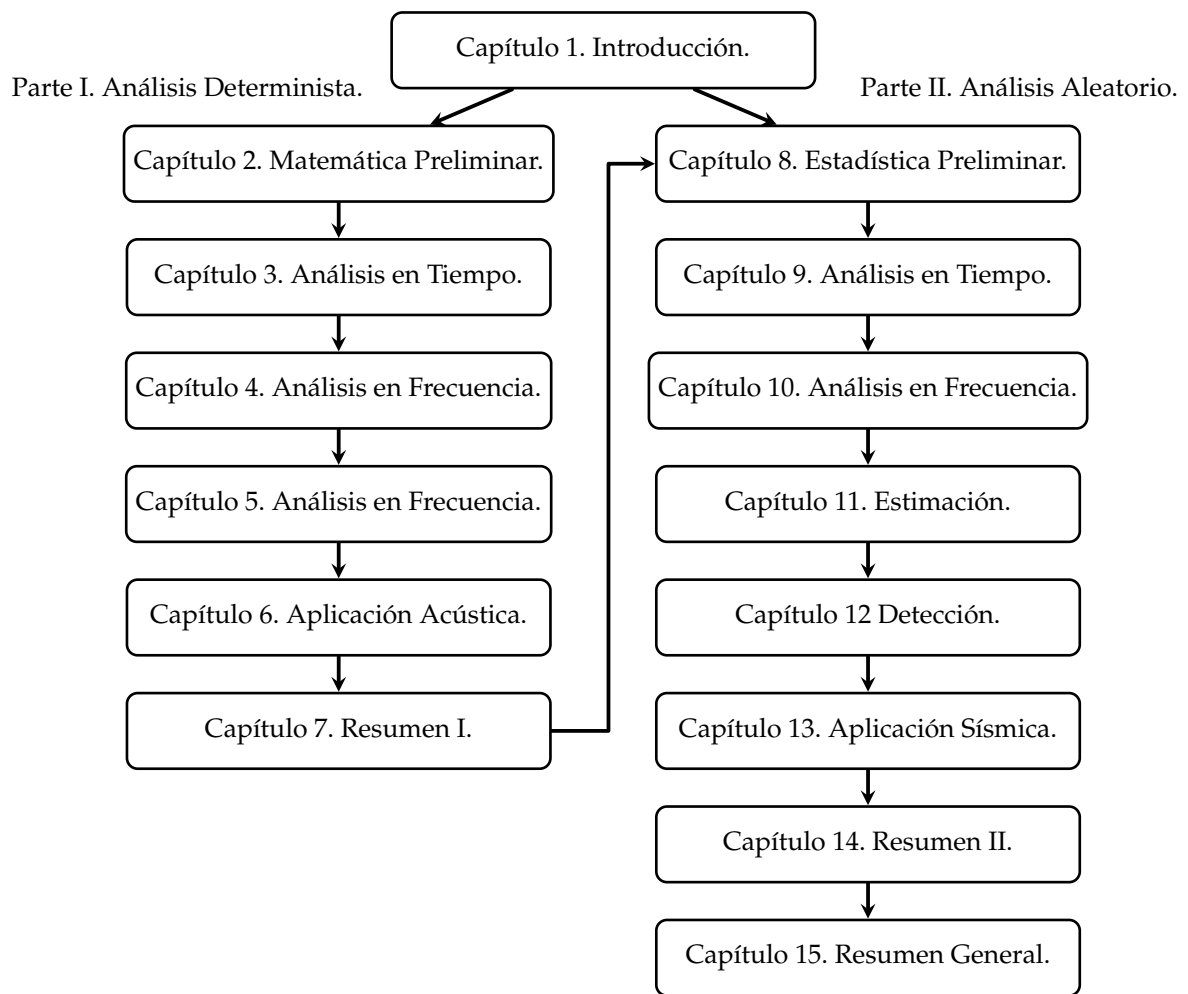 Capítulo 1. Introducción.
Parte I. Análisis Determinista.
Capítulo 2. Matemática Preliminar.
Capítulo 3. Análisis en Tiempo.
Capítulo 4. Análisis en Frecuencia.
Capítulo 5. Análisis en Frecuencia.
Capítulo 6. Aplicación Acústica.
Capítulo 7. Resumen I.
Parte II. Análisis Aleatorio.
Capítulo 8. Estadística Preliminar.
Capítulo 9. Análisis en Tiempo.
Capítulo 10. Análisis en Frecuencia.
Capítulo 11. Estimación.
Capítulo 12 Detección.
Capítulo 13. Aplicación Sísmica.
Capítulo 14. Resumen II.
Capítulo 15. Resumen General.